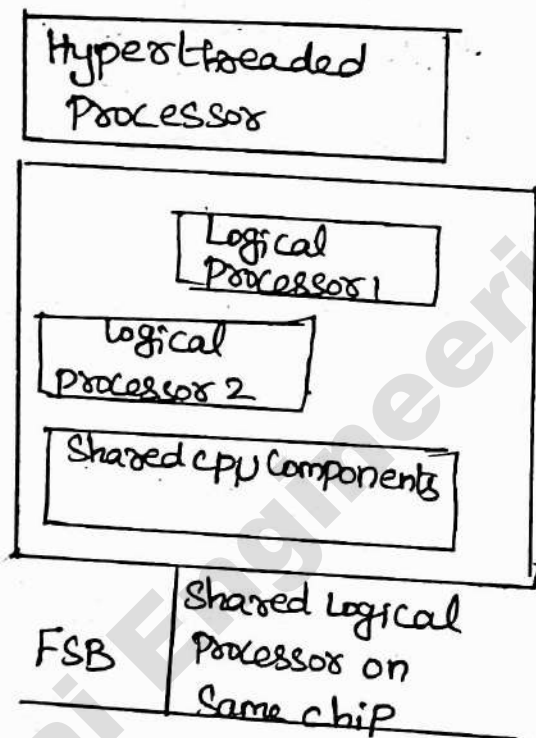 Hyperthreaded
Processor
Logical
Processor 1
Logical
Processor 2
Shared CPU Components
FSB
Shared Logical
Processor on
Same chip